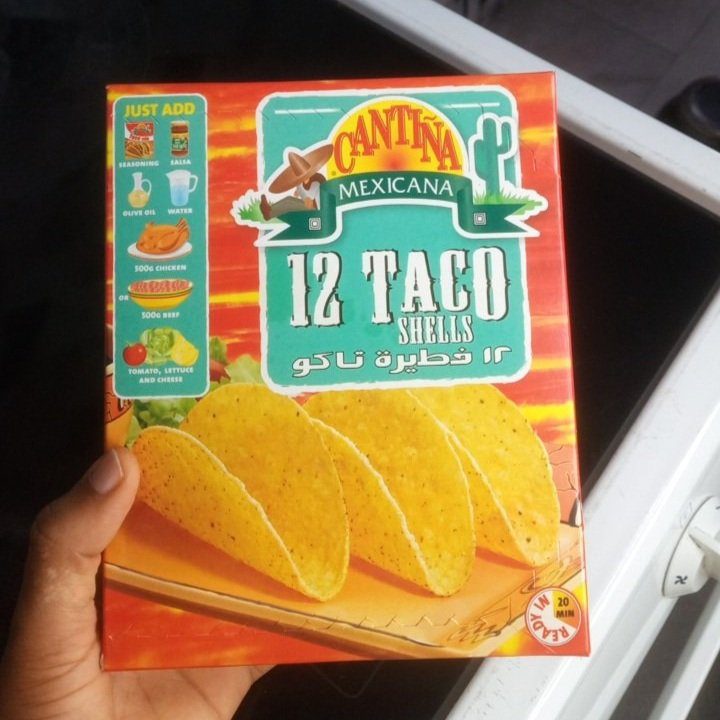 JUST ADD
SEASONING
SALSA
OLIVE OIL
WATER
500G CHICKEN
OR
500G BEEF
TOMATO, LETTUCE
AND CHEESE
CANTIÑA
MEXICANA
12 TACO
SHELLS
١٢ فطيرة تاكو
READY IN
20
MIN